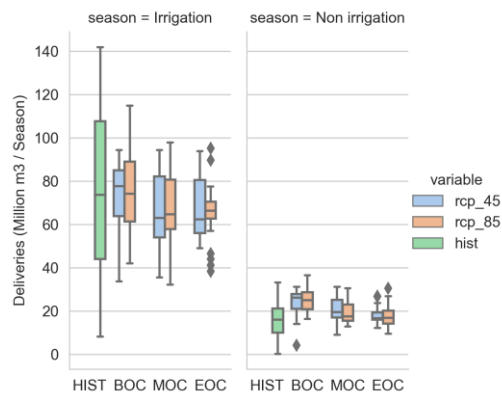 season = Irrigation
season = Non irrigation
Deliveries (Million m3 / Season)
140
120
100
80
60
40
20
0
HIST BOC MOC EOC
HIST BOC MOC EOC
variable
rcp_45
rcp_85
hist